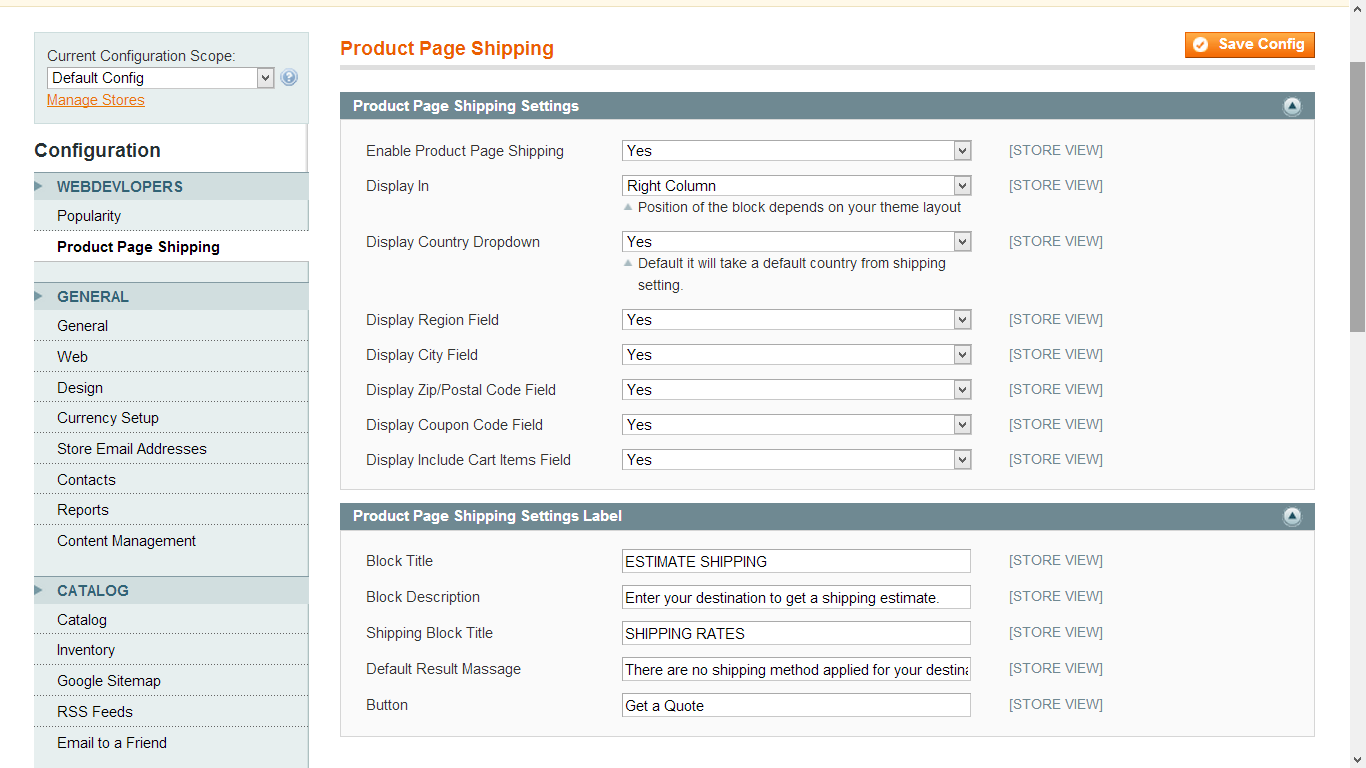 Current Configuration Scope:
Default Config
Manage Stores
Configuration
WEBDEVLOPERS
Popularity
Product Page Shipping
GENERAL
General
Web
Design
Currency Setup
Store Email Addresses
Contacts
Reports
Content Management
CATALOG
Catalog
Inventory
Google Sitemap
RSS Feeds
Email to a Friend
Product Page Shipping
Save Config
Product Page Shipping Settings
Enable Product Page Shipping Yes [STORE VIEW]
Display In Right Column [STORE VIEW]
Position of the block depends on your theme layout
Display Country Dropdown Yes [STORE VIEW]
Default it will take a default country from shipping
setting.
Display Region Field Yes [STORE VIEW]
Display City Field Yes [STORE VIEW]
Display Zip/Postal Code Field Yes [STORE VIEW]
Display Coupon Code Field Yes [STORE VIEW]
Display Include Cart Items Field Yes [STORE VIEW]
Product Page Shipping Settings Label
Block Title ESTIMATE SHIPPING [STORE VIEW]
Block Description Enter your destination to get a shipping estimate. [STORE VIEW]
Shipping Block Title SHIPPING RATES [STORE VIEW]
Default Result Massage There are no shipping method applied for your destina [STORE VIEW]
Button Get a Quote [STORE VIEW]